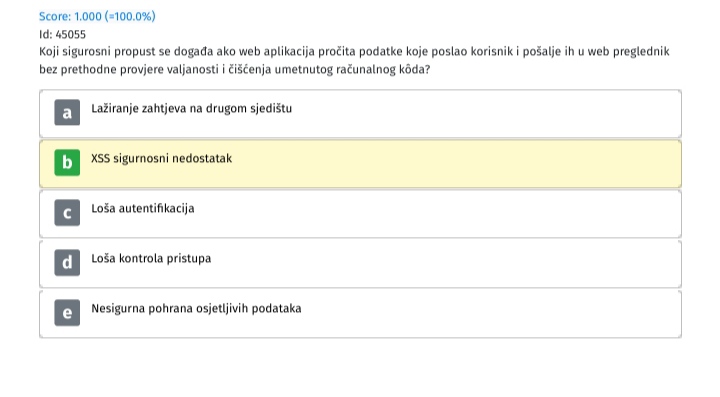 Score: 1.000 (=100.0%)
Id: 45055
Koji sigurosni propust se događa ako web aplikacija pročita podatke koje poslao korisnik i pošalje ih u web preglednik
bez prethodne provjere valjanosti i čišćenja umetnutog računalnog kôda?
a Lažiranje zahtjeva na drugom sjedištu
b XSS sigurnosni nedostatak
c Loša autentifikacija
d Loša kontrola pristupa
e Nesigurna pohrana osjetljivih podataka